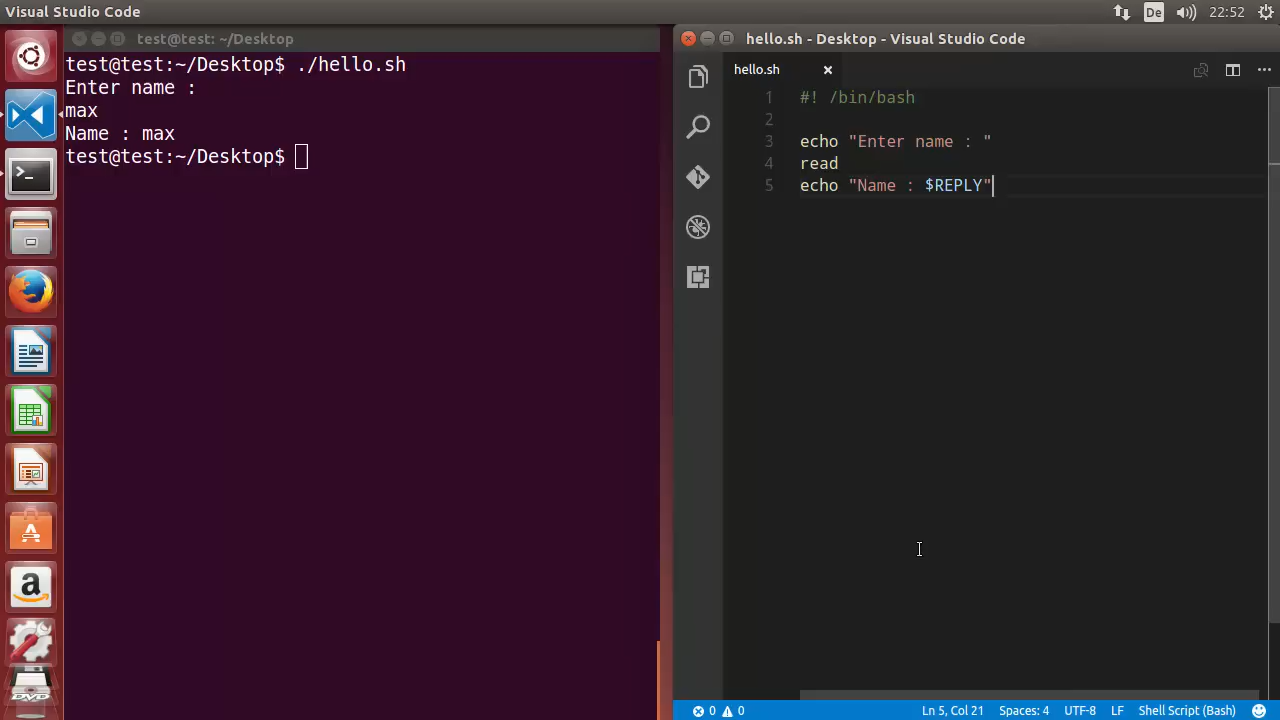 Visual Studio Code
De
22:52
test@test: ~/Desktop
test@test:~/Desktop$ ./hello.sh
Enter name :
max
Name : max
test@test:~/Desktop$
hello.sh - Desktop - Visual Studio Code
hello.sh
1 #! /bin/bash
2
3 echo "Enter name : "
4 read
5 echo "Name : $REPLY"
0 0 Ln 5, Col 21 Spaces: 4 UTF-8 LF Shell Script (Bash)
DVD